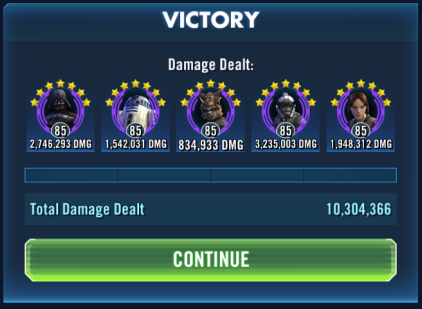 VICTORY
Damage Dealt:
85 85 85 85 85
2,746,293 DMG 1,542,031 DMG 834,933 DMG 3,235,003 DMG 1,948,312 DMG
Total Damage Dealt 10,304,366
CONTINUE